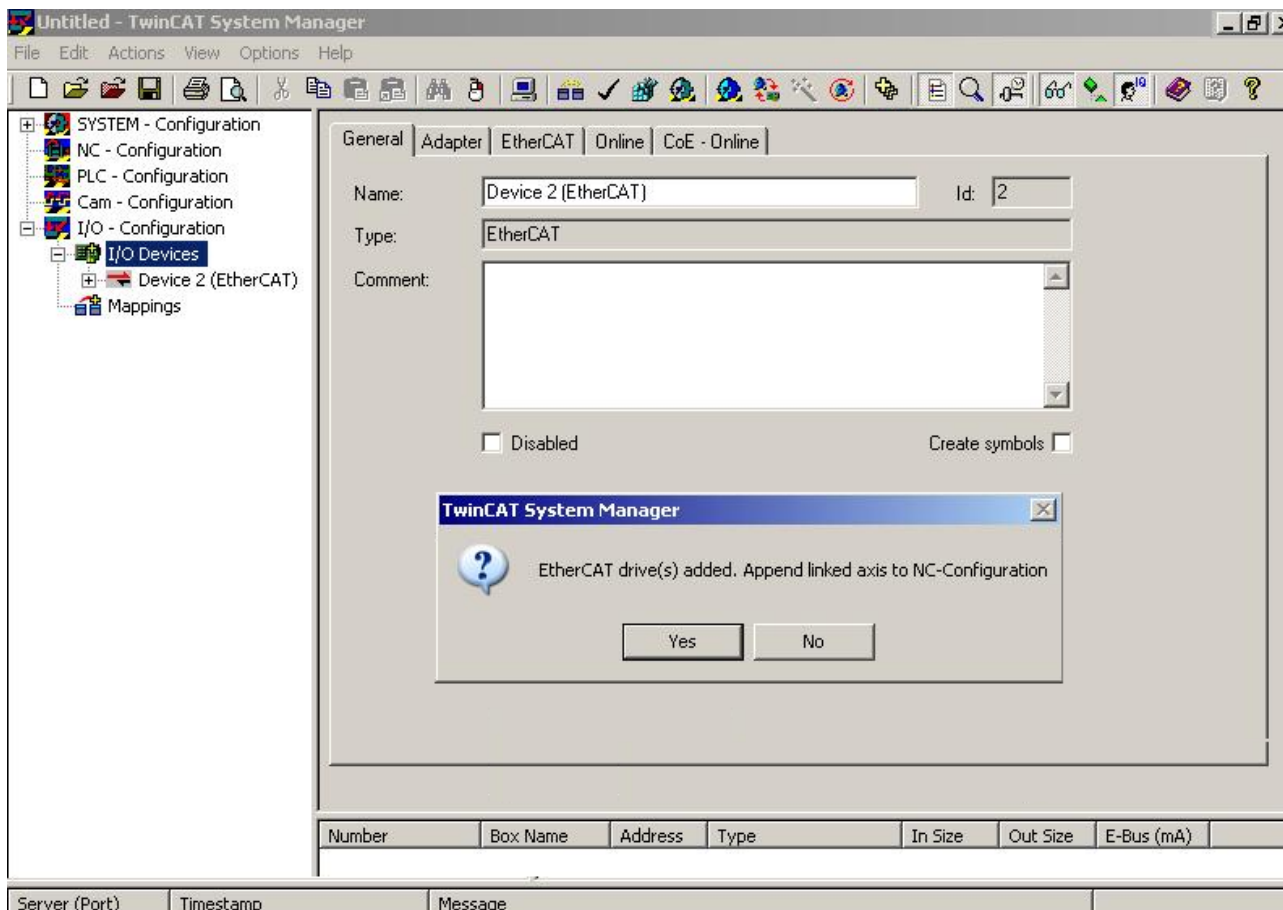 Untitled - TwinCAT System Manager
File Edit Actions View Options Help
SYSTEM - Configuration
NC - Configuration
PLC - Configuration
Cam - Configuration
I/O - Configuration
I/O Devices
Device 2 (EtherCAT)
Mappings
General Adapter EtherCAT Online CoE - Online
Name: Device 2 (EtherCAT) Id: 2
Type: EtherCAT
Comment:
Disabled Create symbols
TwinCAT System Manager
EtherCAT drive(s) added. Append linked axis to NC-Configuration
Yes No
Number Box Name Address Type In Size Out Size E-Bus (mA)
Server (Port) Timestamp Message